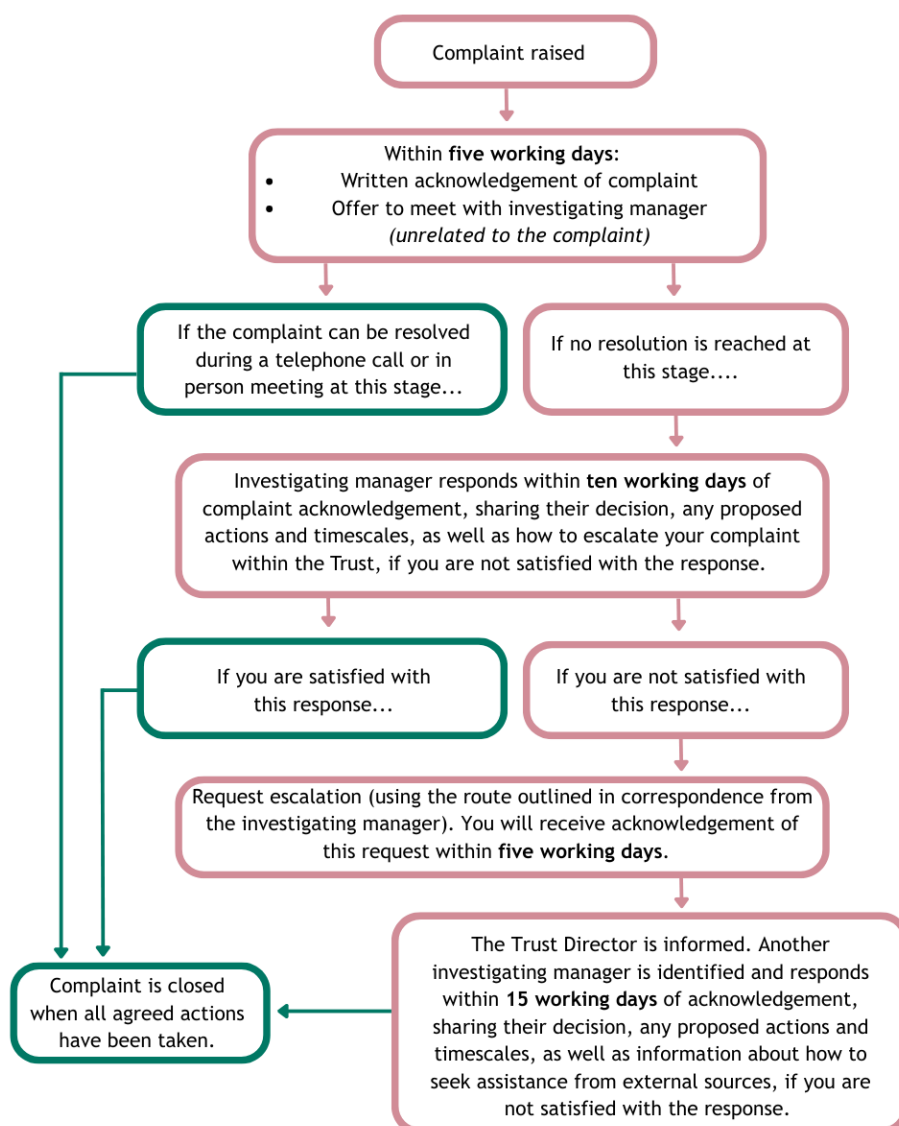 Complaint raised
Within five working days:
• Written acknowledgement of complaint
• Offer to meet with investigating manager
(unrelated to the complaint)
If the complaint can be resolved
during a telephone call or in
person meeting at this stage...
If no resolution is reached at
this stage....
Investigating manager responds within ten working days of
complaint acknowledgement, sharing their decision, any proposed
actions and timescales, as well as how to escalate your complaint
within the Trust, if you are not satisfied with the response.
If you are satisfied with
this response...
If you are not satisfied with
this response...
Request escalation (using the route outlined in correspondence from
the investigating manager). You will receive acknowledgement of
this request within five working days.
The Trust Director is informed. Another
investigating manager is identified and responds
within 15 working days of acknowledgement,
sharing their decision, any proposed actions and
timescales, as well as information about how to
seek assistance from external sources, if you are
not satisfied with the response.
Complaint is closed
when all agreed actions
have been taken.